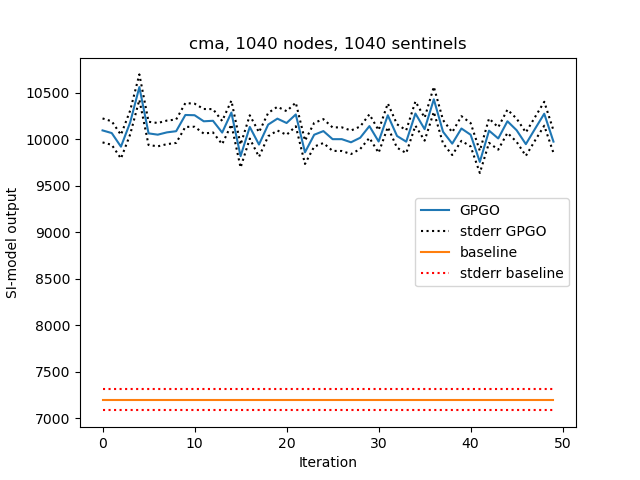 cma, 1040 nodes, 1040 sentinels
SI-model output
10500
10000
9500
9000
8500
8000
7500
7000
GPGO
stderr GPGO
baseline
stderr baseline
0 10 20 30 40 50
Iteration